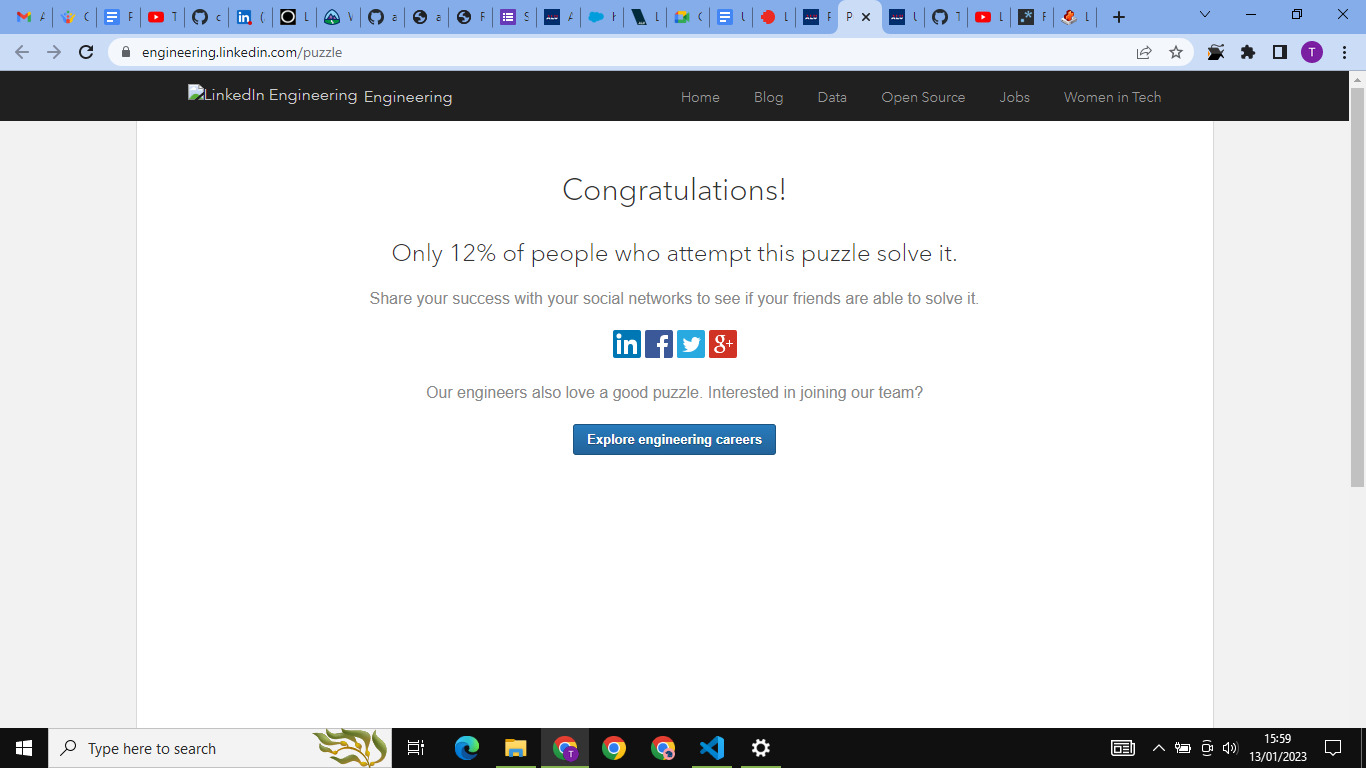 engineering.linkedin.com/puzzle
T
LinkedIn Engineering Engineering
Home Blog Data Open Source Jobs Women in Tech
Congratulations!
Only 12% of people who attempt this puzzle solve it.
Share your success with your social networks to see if your friends are able to solve it.
in f g+
Our engineers also love a good puzzle. Interested in joining our team?
Explore engineering careers
Type here to search
T
15:59
13/01/2023